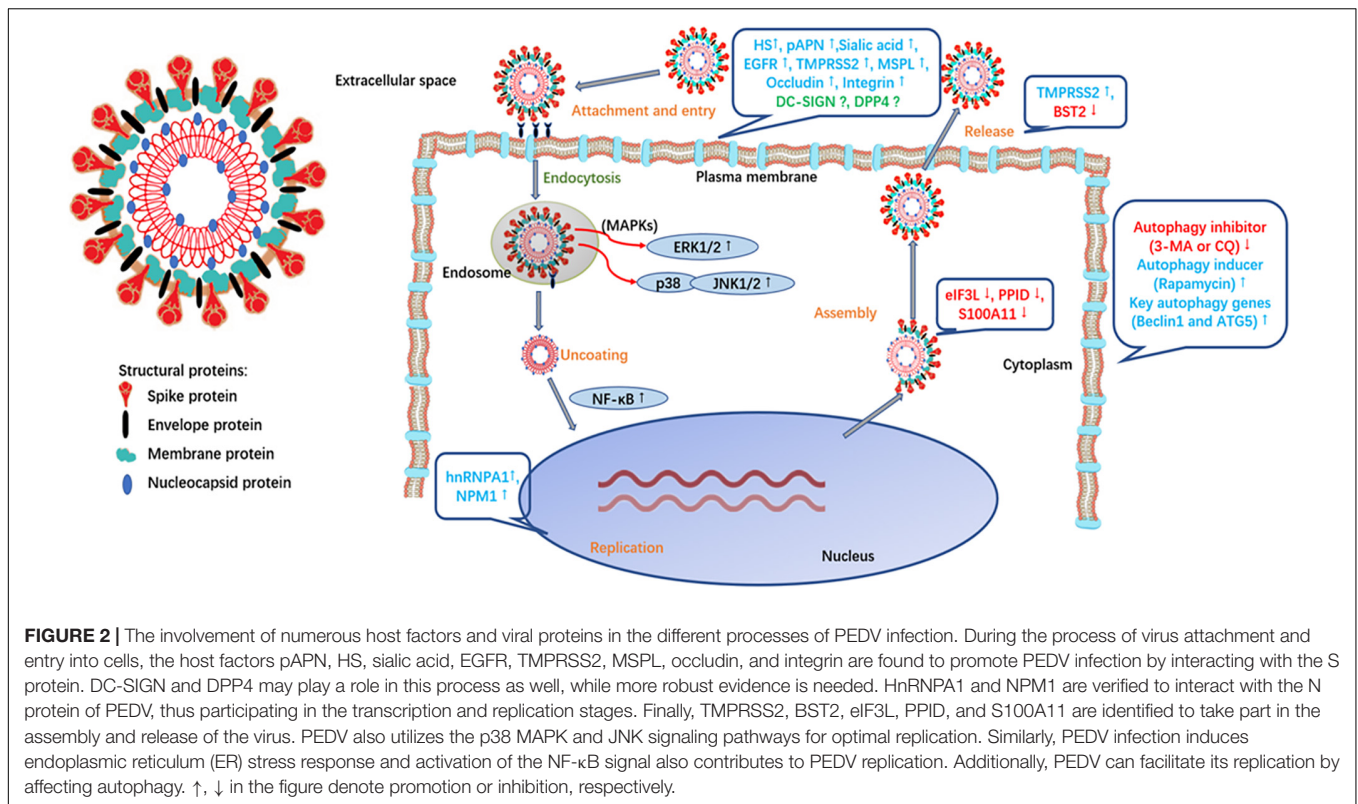 Extracellular space
Attachment and entry
HS↑, pAPN ↑,Sialic acid ↑,
EGFR ↑, TMPRSS2 ↑, MSPL ↑,
Occludin ↑, Integrin ↑
DC-SIGN ?, DPP4 ?
Release
TMPRSS2 ↑,
BST2 ↓
Plasma membrane
Endocytosis
(MAPKs)
ERK1/2 ↑
Endosome
p38
JNK1/2 ↑
Autophagy inhibitor
(3-MA or CQ) ↓
Autophagy inducer
(Rapamycin) ↑
Key autophagy genes
(Beclin1 and ATG5) ↑
Assembly
eIF3L ↓, PPID ↓,
S100A11 ↓
Uncoating
Cytoplasm
NF-κB ↑
Structural proteins:
Spike protein
Envelope protein
Membrane protein
Nucleocapsid protein
hnRNPA1↑,
NPM1 ↑
Replication
Nucleus
FIGURE 2 | The involvement of numerous host factors and viral proteins in the different processes of PEDV infection. During the process of virus attachment and
entry into cells, the host factors pAPN, HS, sialic acid, EGFR, TMPRSS2, MSPL, occludin, and integrin are found to promote PEDV infection by interacting with the S
protein. DC-SIGN and DPP4 may play a role in this process as well, while more robust evidence is needed. HnRNPA1 and NPM1 are verified to interact with the N
protein of PEDV, thus participating in the transcription and replication stages. Finally, TMPRSS2, BST2, eIF3L, PPID, and S100A11 are identified to take part in the
assembly and release of the virus. PEDV also utilizes the p38 MAPK and JNK signaling pathways for optimal replication. Similarly, PEDV infection induces
endoplasmic reticulum (ER) stress response and activation of the NF-κB signal also contributes to PEDV replication. Additionally, PEDV can facilitate its replication by
affecting autophagy. ↑, ↓ in the figure denote promotion or inhibition, respectively.